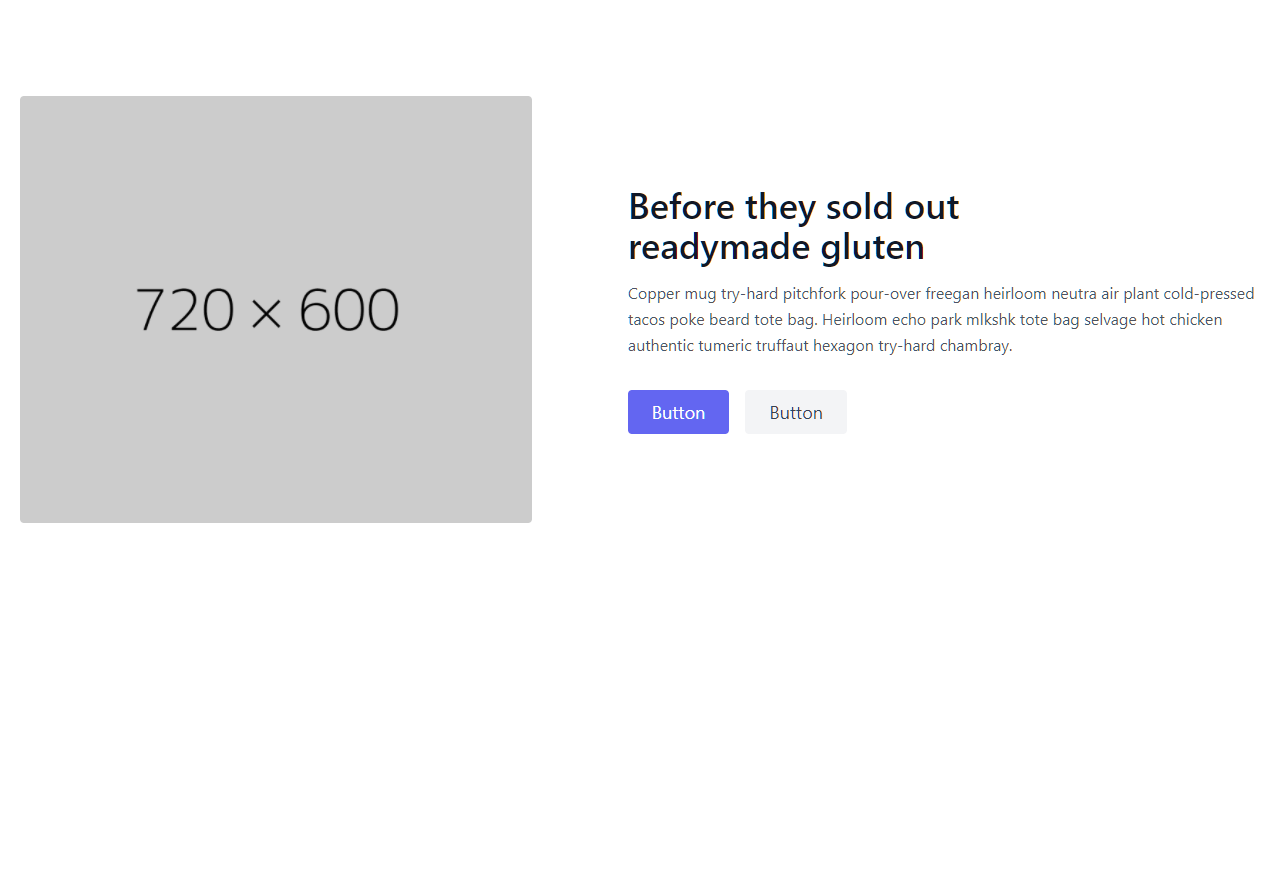 720 × 600
Before they sold out
readymade gluten
Copper mug try-hard pitchfork pour-over freegan heirloom neutra air plant cold-pressed
tacos poke beard tote bag. Heirloom echo park mlkshk tote bag selvage hot chicken
authentic tumeric truffaut hexagon try-hard chambray.
Button
Button